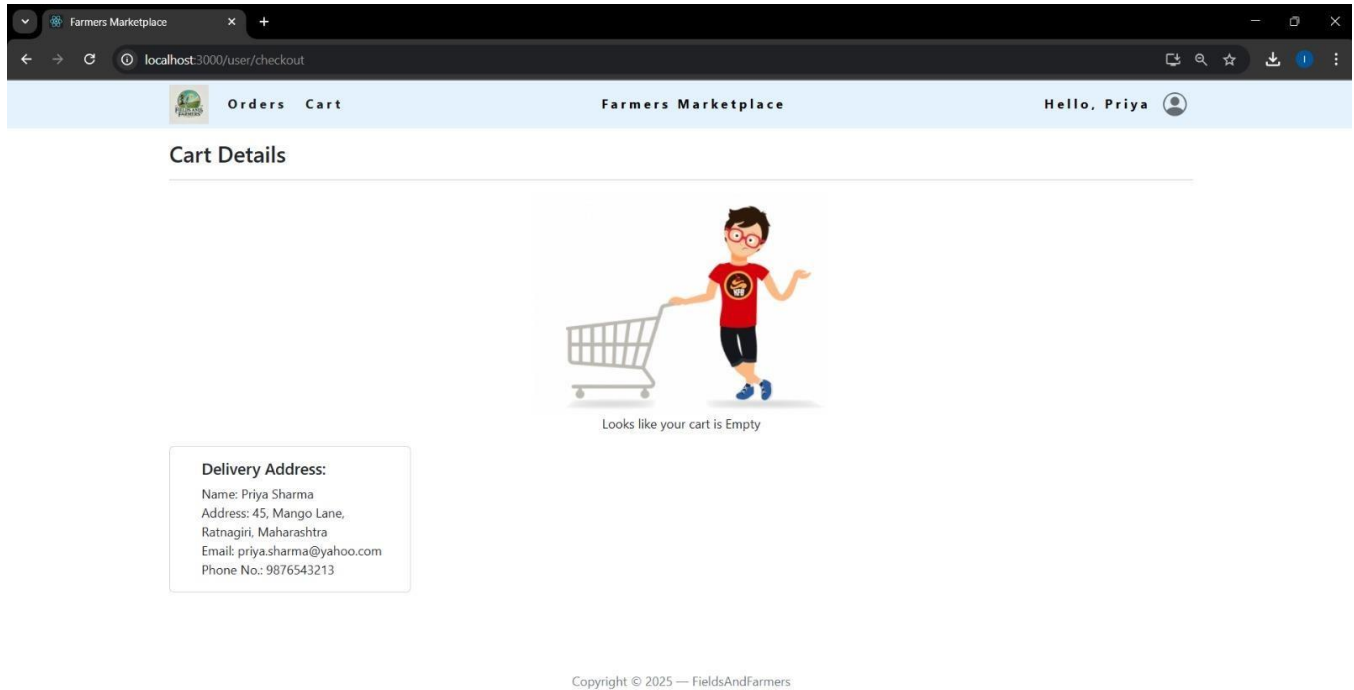 Farmers Marketplace
localhost:3000/user/checkout
Orders Cart Farmers Marketplace Hello, Priya
Cart Details
KFB
Looks like your cart is Empty
Delivery Address:
Name: Priya Sharma
Address: 45, Mango Lane,
Ratnagiri, Maharashtra
Email: priya.sharma@yahoo.com
Phone No.: 9876543213
Copyright © 2025 — FieldsAndFarmers